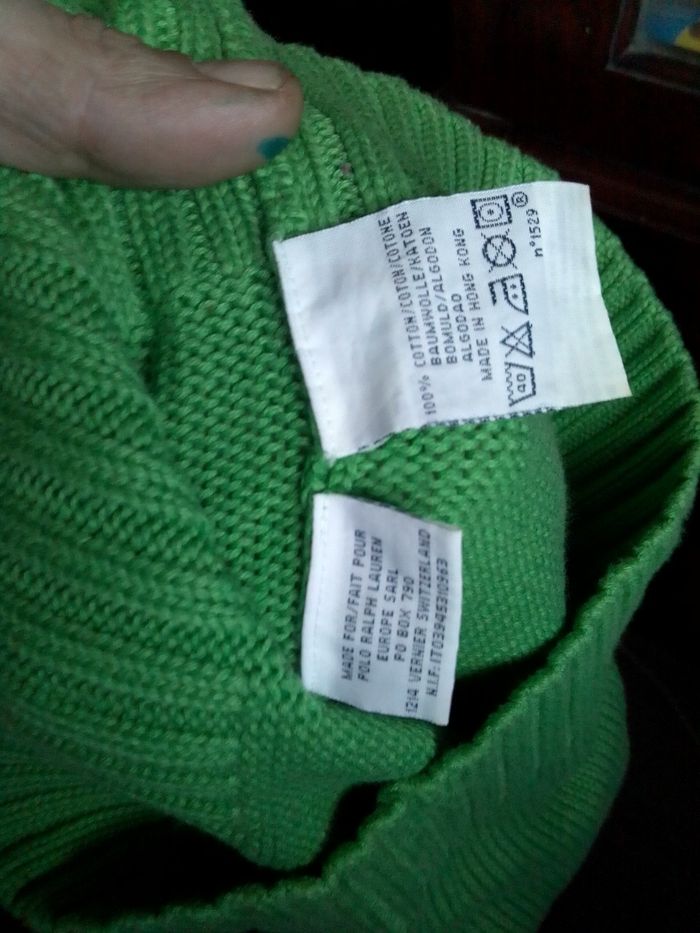 100% COTTON/COTON/COTONE
BAUMWOLLE/KATOEN
BOMULD/ALGODON
ALGODAO
MADE IN HONG KONG
40
R
n°1529
MADE FOR/FAIT POUR
POLO RALPH LAUREN
EUROPE SARL
PO BOX 790
1214 VERNIER SWITZERLAND
N.I.F: IT03945310963